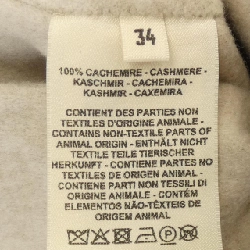 34
100% CACHEMIRE - CASHMERE -
KASCHMIR - CACHEMIRA -
KASHMIR - CAXEMIRA
CONTIENT DES PARTIES NON
TEXTILES D'ORIGINE ANIMALE -
CONTAINS NON-TEXTILE PARTS OF
ANIMAL ORIGIN - ENTHÄLT NICHT
TEXTILE TEILE TIERISCHER
HERKUNFT - CONTIENES PARTES NO
TEXTILES DE ORIGEN ANIMAL -
CONTIENE PARTI NON TESSILI DI
ORIGINE ANIMALE - CONTÉM
ELEMENTOS NÃO-TÊXTEIS DE
ORIGEM ANIMAL